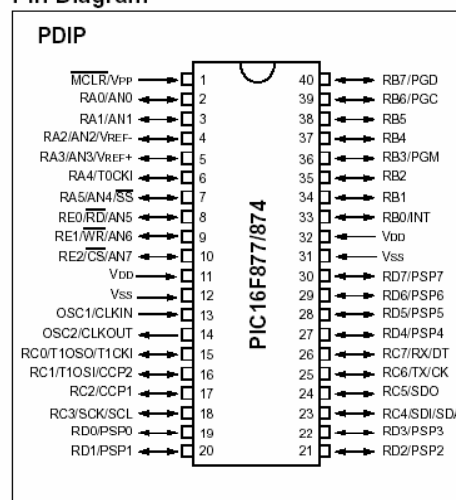 Pin Diagram
PDIP
MCLR/VPP 1 40 RB7/PGD
RA0/AN0 2 39 RB6/PGC
RA1/AN1 3 38 RB5
RA2/AN2/VREF- 4 37 RB4
RA3/AN3/VREF+ 5 36 RB3/PGM
RA4/T0CKI 6 35 RB2
RA5/AN4/SS 7 34 RB1
RE0/RD/AN5 8 33 RB0/INT
RE1/WR/AN6 9 32 VDD
RE2/CS/AN7 10 31 VSS
VDD 11 30 RD7/PSP7
VSS 12 29 RD6/PSP6
OSC1/CLKIN 13 28 RD5/PSP5
OSC2/CLKOUT 14 27 RD4/PSP4
RC0/T1OSO/T1CKI 15 26 RC7/RX/DT
RC1/T1OSI/CCP2 16 25 RC6/TX/CK
RC2/CCP1 17 24 RC5/SDO
RC3/SCK/SCL 18 23 RC4/SDI/SDA
RD0/PSP0 19 22 RD3/PSP3
RD1/PSP1 20 21 RD2/PSP2
PIC16F877/874